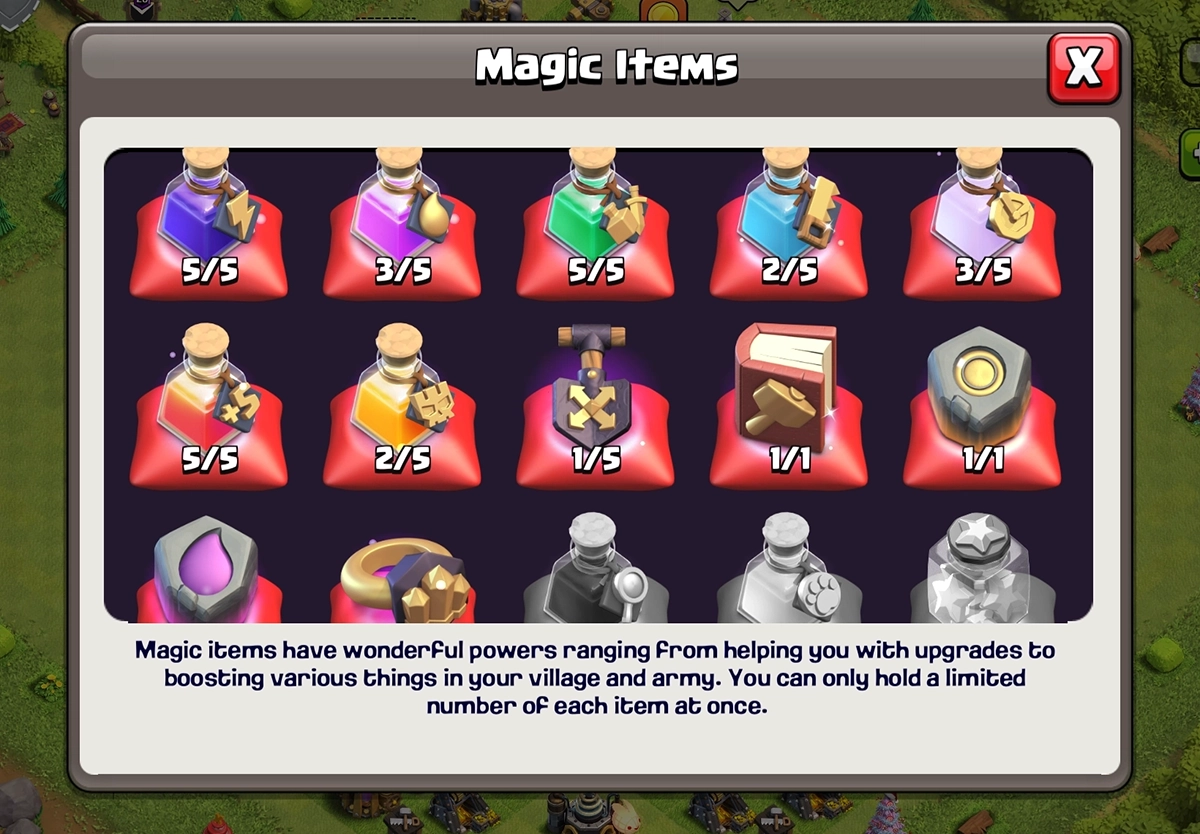 Magic Items
X
5/5 3/5 5/5 2/5 3/5
+5
5/5 2/5 1/5 1/1 1/1
Magic items have wonderful powers ranging from helping you with upgrades to
boosting various things in your village and army. You can only hold a limited
number of each item at once.